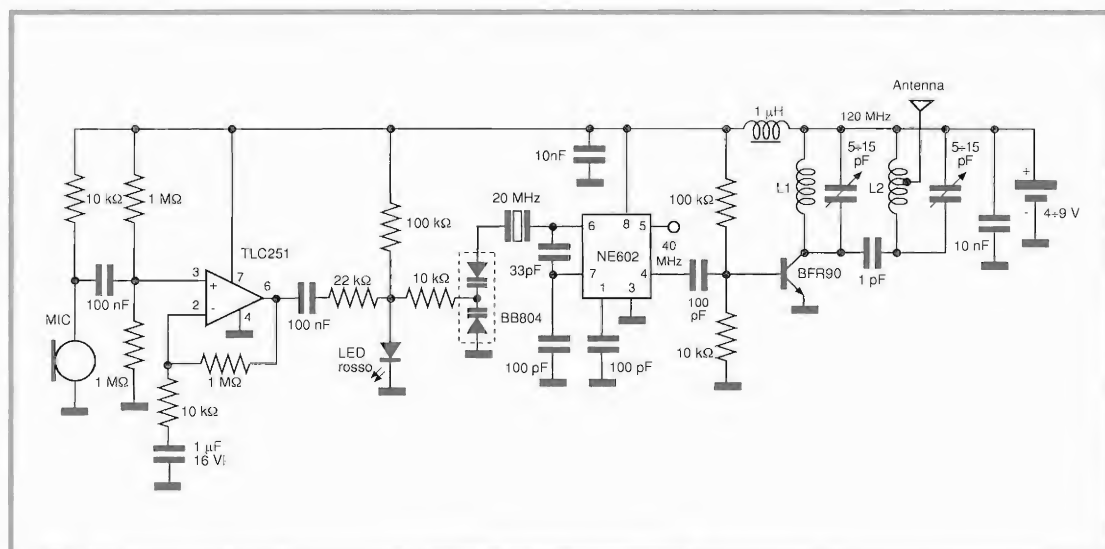 Antenna
1 µH
120 MHz
5÷15
pF
5÷15
pF
10nF
10 kΩ
1 MΩ
100 kΩ
20 MHz
100 kΩ
L1
L2
+
-
4÷9 V
TLC251
6
8
5
40
MHz
10 nF
7
3
+
6
22 kΩ
10 kΩ
33pF
NE602
BFR90
100 nF
2
-
4
7
4
1 pF
MIC
100 nF
BB804
1
3
100
pF
LED
rosso
10 kΩ
1 MΩ
1 MΩ
100 pF
100 pF
10 kΩ
1 µF
16 Vl